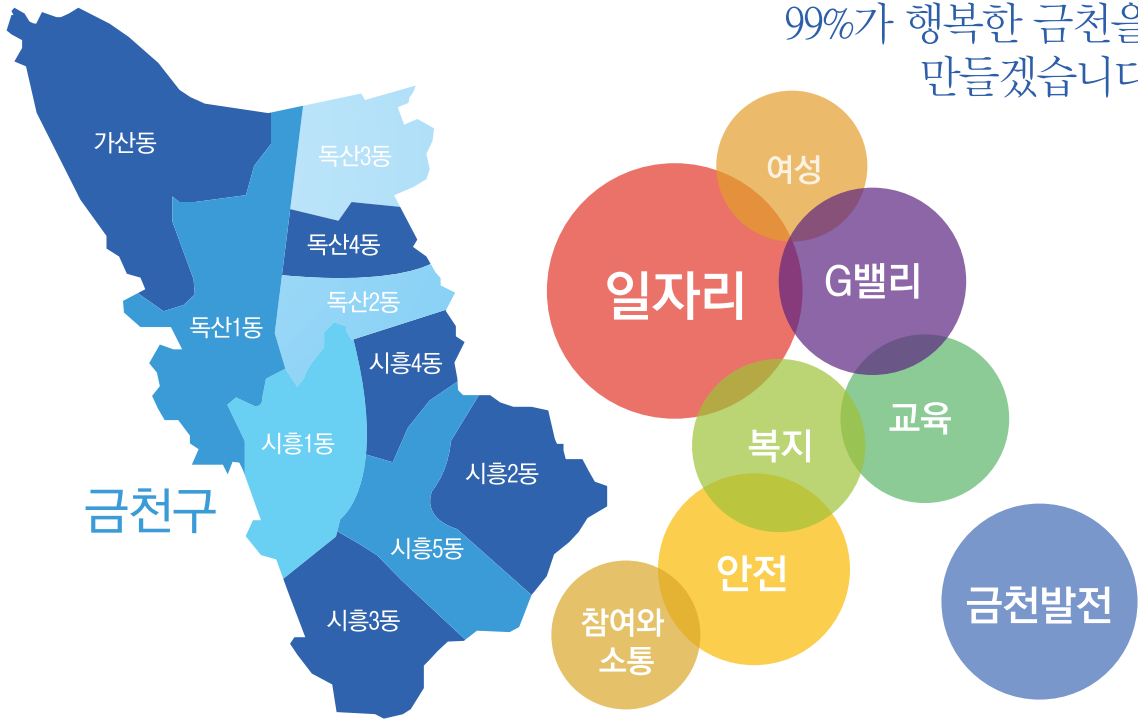 99%가 행복한 금천을
만들겠습니다
가산동
독산3동
독산4동
독산2동
독산1동
시흥4동
시흥1동
시흥2동
시흥5동
시흥3동
금천구
여성
일자리
G밸리
교육
복지
안전
참여와
소통
금천발전